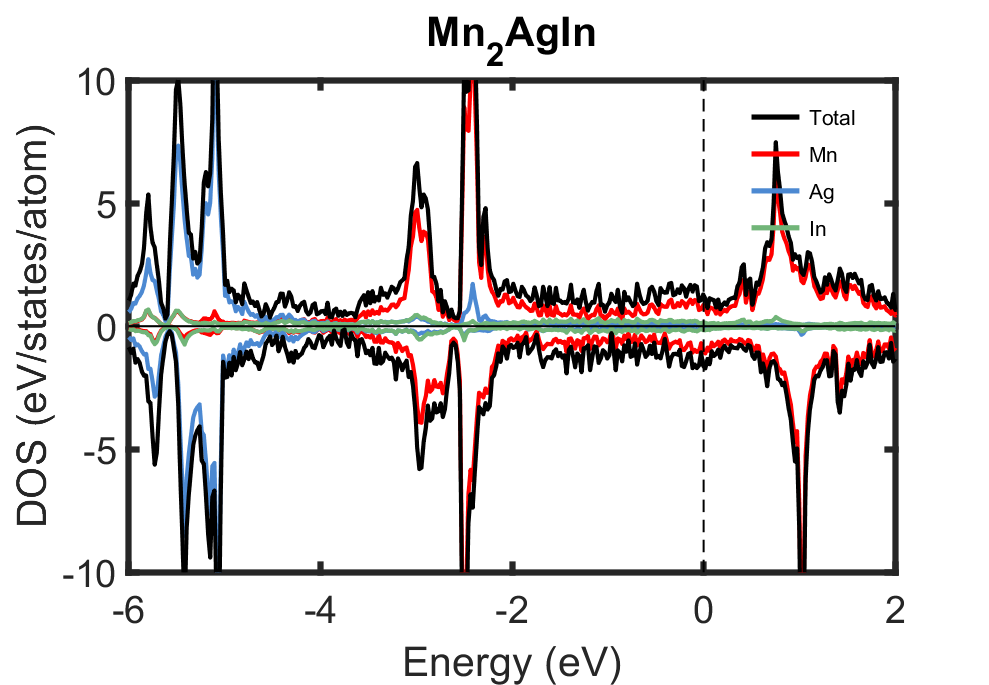 Mn2AgIn
10
5
0
-5
-10
DOS (eV/states/atom)
Total
Mn
Ag
In
-6 -4 -2 0 2
Energy (eV)